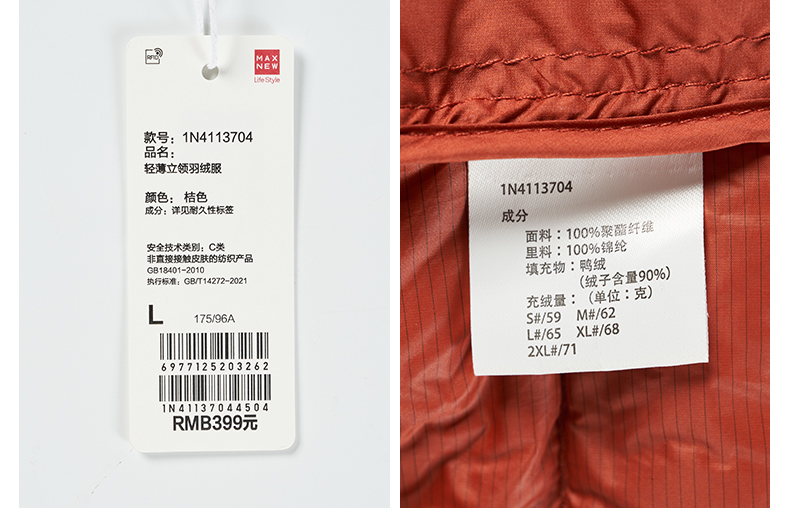 RFID
MAX
NEW
Life·Style
款号：1N4113704
品名：
轻薄立领羽绒服
颜色：桔色
成分：详见耐久性标签
安全技术类别：C类
非直接接触皮肤的纺织产品
GB18401-2010
执行标准：GB/T14272-2021
L 175/96A
6977125203262
1N41137044504
RMB399元
1N4113704
成分
面料：100%聚酯纤维
里料：100%锦纶
填充物：鸭绒
（绒子含量90%）
充绒量：（单位：克）
S#/59 M#/62
L#/65 XL#/68
2XL#/71